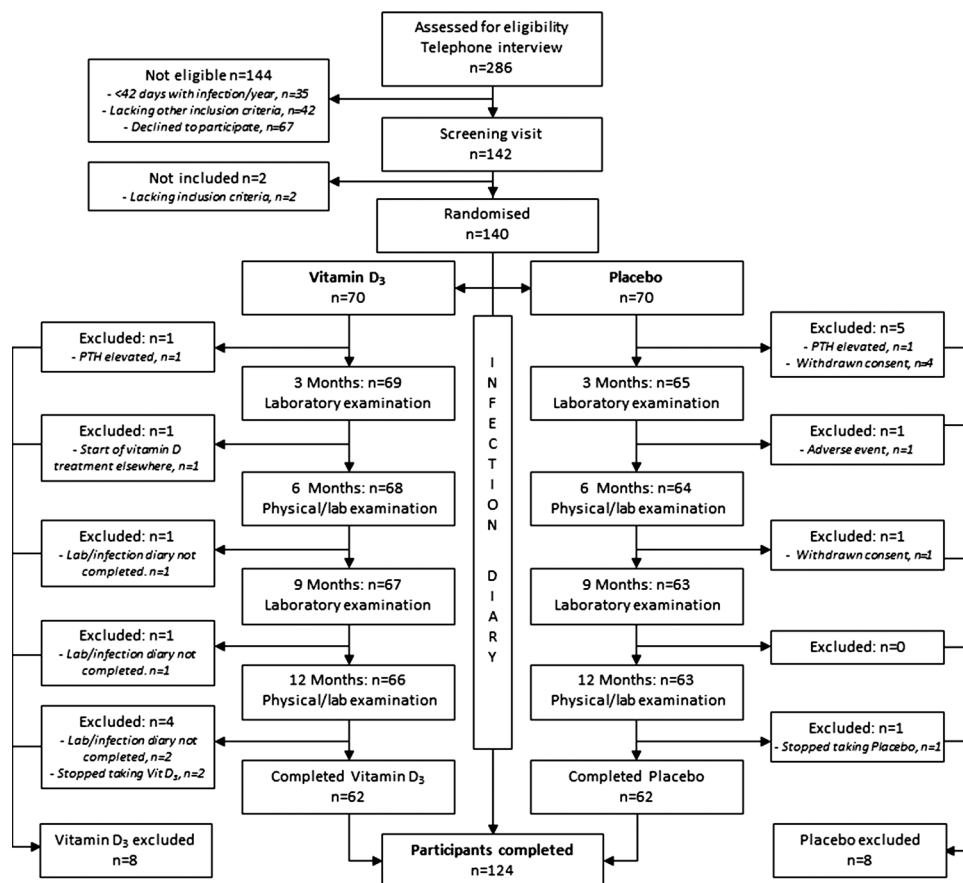 Assessed for eligibility
Telephone interview
n=286
Not eligible n=144
- <42 days with infection/year, n=35
- Lacking other inclusion criteria, n=42
- Declined to participate, n=67
Screening visit
n=142
Not included n=2
- Lacking inclusion criteria, n=2
Randomised
n=140
Vitamin D₃
n=70
Placebo
n=70
Excluded: n=1
- PTH elevated, n=1
Excluded: n=5
- PTH elevated, n=1
- Withdrawn consent, n=4
3 Months: n=69
Laboratory examination
3 Months: n=65
Laboratory examination
Excluded: n=1
- Start of vitamin D
treatment elsewhere, n=1
Excluded: n=1
- Adverse event, n=1
6 Months: n=68
Physical/lab examination
6 Months: n=64
Physical/lab examination
Excluded: n=1
- Lab/infection diary not
completed. n=1
Excluded: n=1
- Withdrawn consent, n=1
9 Months: n=67
Laboratory examination
9 Months: n=63
Laboratory examination
Excluded: n=1
- Lab/infection diary not
completed. n=1
Excluded: n=0
12 Months: n=66
Physical/lab examination
12 Months: n=63
Physical/lab examination
Excluded: n=4
- Lab/infection diary not
completed, n=2
- Stopped taking Vit D₃, n=2
Excluded: n=1
- Stopped taking Placebo, n=1
INFECTION DIARY
Completed Vitamin D₃
n=62
Completed Placebo
n=62
Vitamin D₃ excluded
n=8
Participants completed
n=124
Placebo excluded
n=8